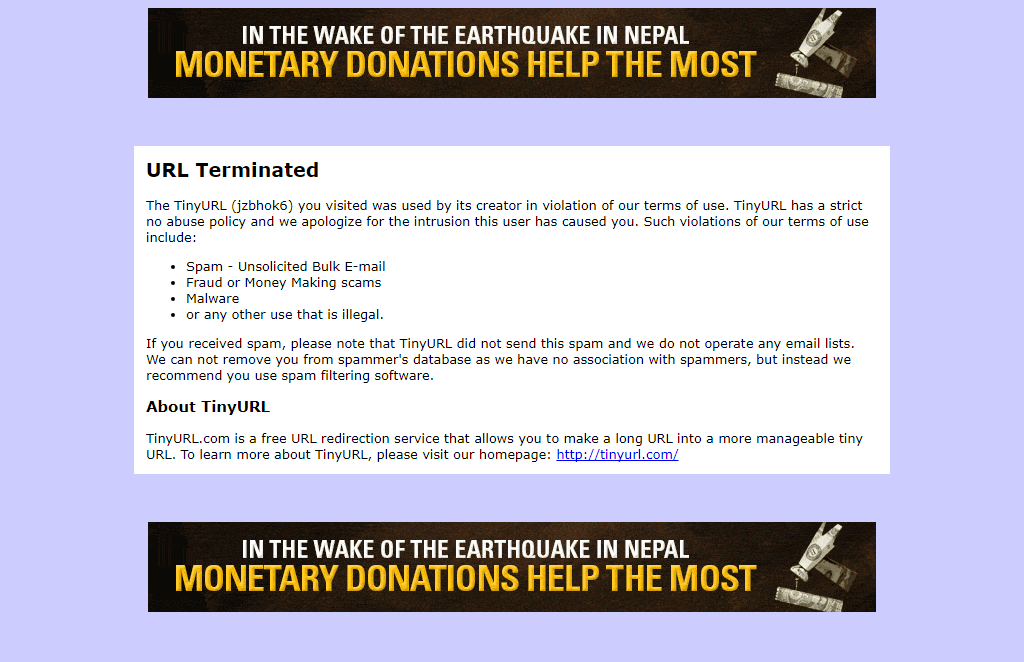 IN THE WAKE OF THE EARTHQUAKE IN NEPAL
MONETARY DONATIONS HELP THE MOST
URL Terminated
The TinyURL (jzbhok6) you visited was used by its creator in violation of our terms of use. TinyURL has a strict
no abuse policy and we apologize for the intrusion this user has caused you. Such violations of our terms of use
include:
• Spam - Unsolicited Bulk E-mail
• Fraud or Money Making scams
• Malware
• or any other use that is illegal.
If you received spam, please note that TinyURL did not send this spam and we do not operate any email lists.
We can not remove you from spammer's database as we have no association with spammers, but instead we
recommend you use spam filtering software.
About TinyURL
TinyURL.com is a free URL redirection service that allows you to make a long URL into a more manageable tiny
URL. To learn more about TinyURL, please visit our homepage: http://tinyurl.com/
IN THE WAKE OF THE EARTHQUAKE IN NEPAL
MONETARY DONATIONS HELP THE MOST